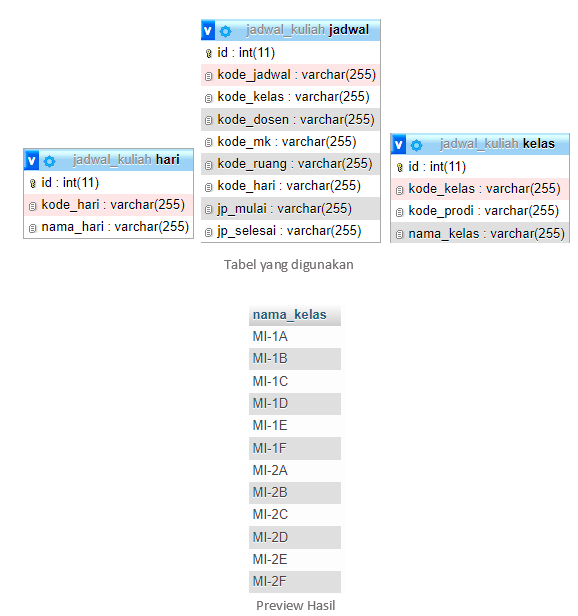 jadwal_kuliah jadwal
id : int(11)
kode_jadwal : varchar(255)
kode_kelas : varchar(255)
kode_dosen : varchar(255)
kode_mk : varchar(255)
kode_ruang : varchar(255)
kode_hari : varchar(255)
jp_mulai : varchar(255)
jp_selesai : varchar(255)
jadwal_kuliah hari
id : int(11)
kode_hari : varchar(255)
nama_hari : varchar(255)
jadwal_kuliah kelas
id : int(11)
kode_kelas : varchar(255)
kode_prodi : varchar(255)
nama_kelas : varchar(255)
Tabel yang digunakan
nama_kelas
MI-1A
MI-1B
MI-1C
MI-1D
MI-1E
MI-1F
MI-2A
MI-2B
MI-2C
MI-2D
MI-2E
MI-2F
Preview Hasil